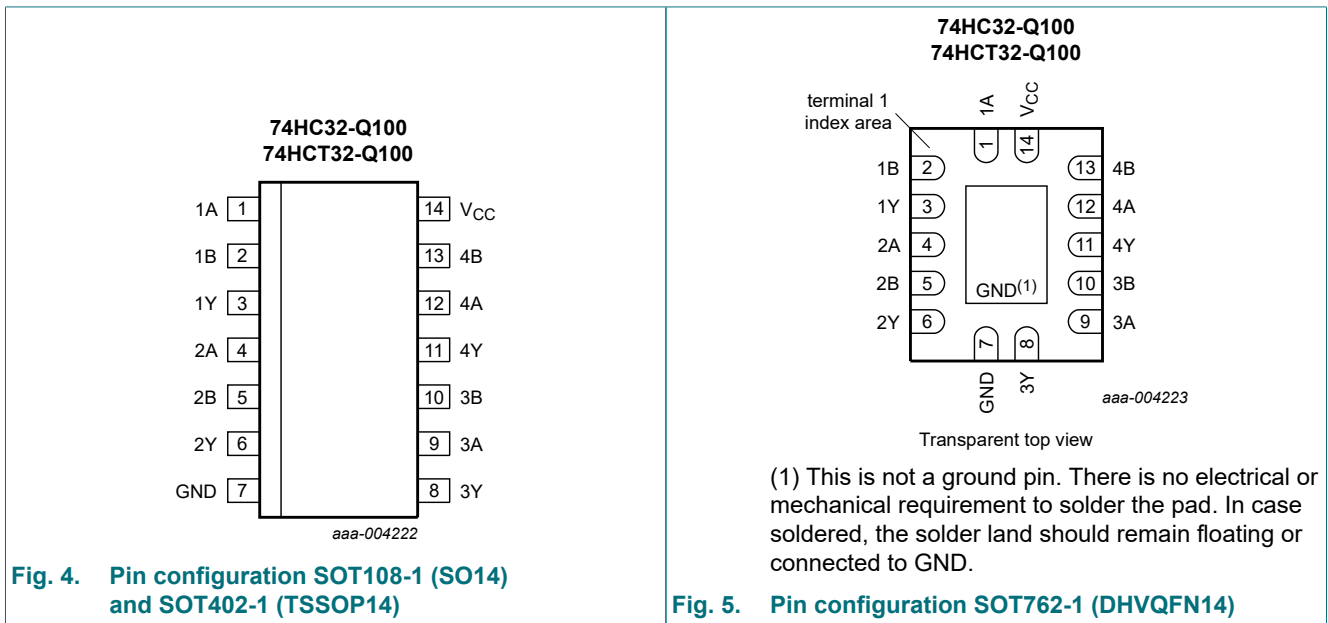 74HC32-Q100
74HCT32-Q100
1A 1 14 VCC
1B 2 13 4B
1Y 3 12 4A
2A 4 11 4Y
2B 5 10 3B
2Y 6 9 3A
GND 7 8 3Y
aaa-004222
Fig. 4. Pin configuration SOT108-1 (SO14)
and SOT402-1 (TSSOP14)
74HC32-Q100
74HCT32-Q100
terminal 1
index area
1A VCC
1 14
1B 2 13 4B
1Y 3 12 4A
2A 4 11 4Y
2B 5 10 3B
GND(1)
2Y 6 9 3A
7 8
GND 3Y
aaa-004223
Transparent top view
(1) This is not a ground pin. There is no electrical or
mechanical requirement to solder the pad. In case
soldered, the solder land should remain floating or
connected to GND.
Fig. 5. Pin configuration SOT762-1 (DHVQFN14)